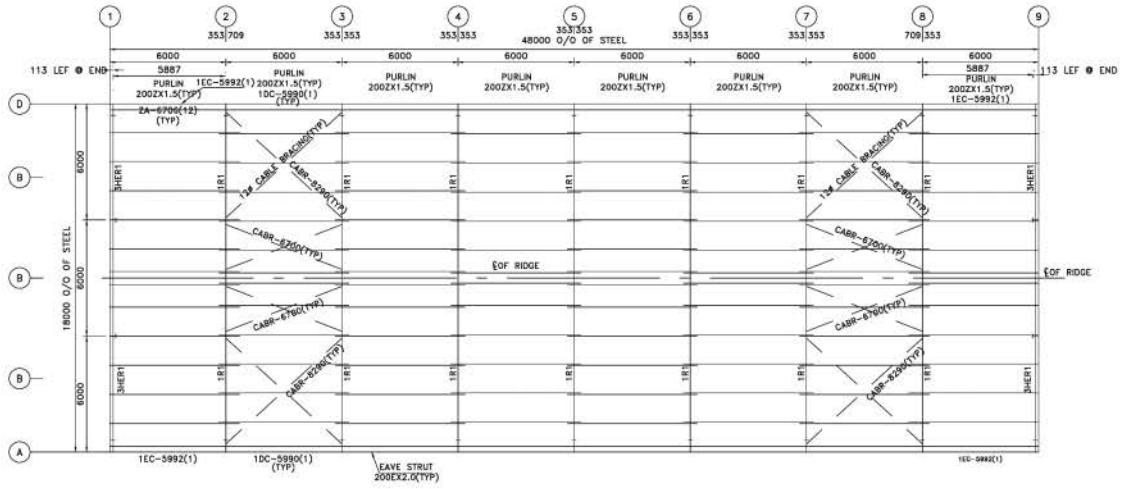 1 2 3 4 5 6 7 8 9
353 709 353 353 353 353 353 353 353 353 353 353 709 353
48000 O/O OF STEEL
6000 6000 6000 6000 6000 6000 6000 6000
113 LEF @ END 5887 5887 113 LEF @ END
PURLIN
200ZX1.5(TYP)
1EC-5992(1)
PURLIN
200ZX1.5(TYP)
1DC-5990(1)
(TYP)
PURLIN
200ZX1.5(TYP)
PURLIN
200ZX1.5(TYP)
PURLIN
200ZX1.5(TYP)
PURLIN
200ZX1.5(TYP)
PURLIN
200ZX1.5(TYP)
PURLIN
200ZX1.5(TYP)
1EC-5992(1)
ZA-6706(12)
(TYP)
D
6000
B
3HER1 1R1 1R1 1R1 1R1 1R1 1R1 1R1 3HER1
12Ø CABLE BRACING(TYP)
CABR-8290(TYP)
12Ø CABLE BRACING(TYP)
CABR-8290(TYP)
18000 O/O OF STEEL
6000
CABR-6700(TYP) CABR-6700(TYP)
B
℄OF RIDGE ℄OF RIDGE
CABR-6780(TYP) CABR-6780(TYP)
B
6000
3HER1 1R1 1R1 1R1 1R1 1R1 1R1 1R1 3HER1
CABR-8290(TYP) CABR-8290(TYP)
A
1EC-5992(1)
1DC-5990(1)
(TYP)
EAVE STRUT
200EX2.0(TYP)
1EC-5992(1)